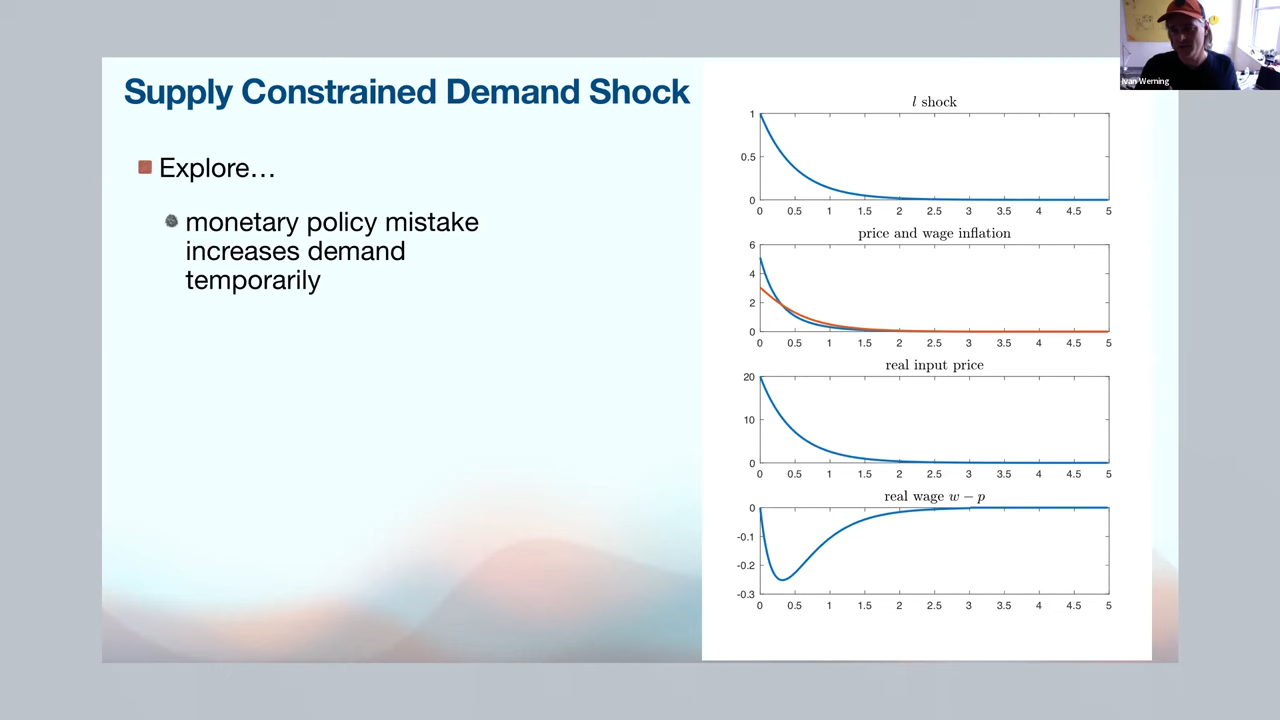 Supply Constrained Demand Shock
Explore…
monetary policy mistake
increases demand
temporarily
l shock
1
0.5
0
0 0.5 1 1.5 2 2.5 3 3.5 4 4.5 5
price and wage inflation
6
4
2
0
0 0.5 1 1.5 2 2.5 3 3.5 4 4.5 5
real input price
20
10
0
0 0.5 1 1.5 2 2.5 3 3.5 4 4.5 5
real wage w − p
0
-0.1
-0.2
-0.3
0 0.5 1 1.5 2 2.5 3 3.5 4 4.5 5
Ivan Werning